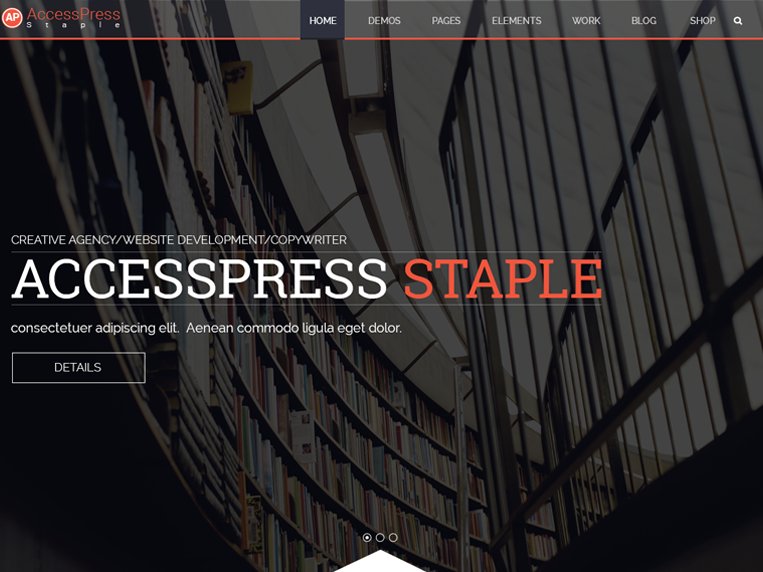 AP AccessPress
Staple
HOME DEMOS PAGES ELEMENTS WORK BLOG SHOP
CREATIVE AGENCY/WEBSITE DEVELOPMENT/COPYWRITER
ACCESSPRESS STAPLE
consectetuer adipiscing elit. Aenean commodo ligula eget dolor.
DETAILS